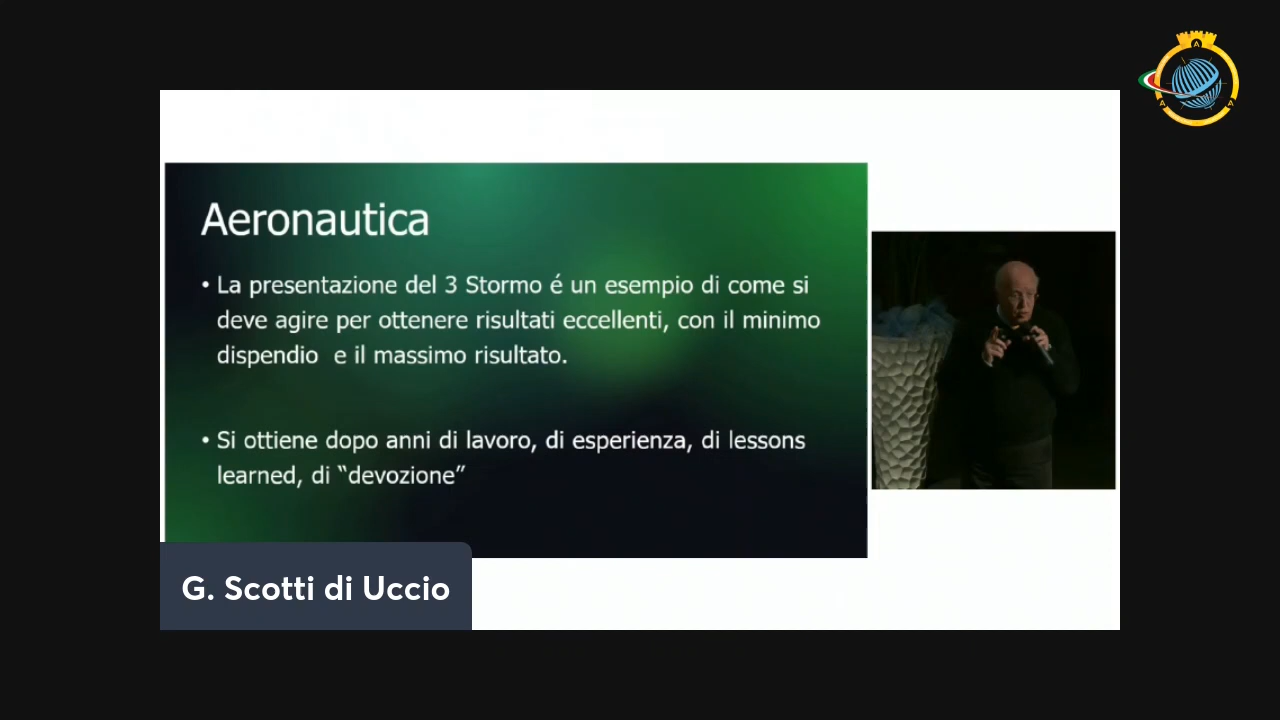 Aeronautica
• La presentazione del 3 Stormo é un esempio di come si
deve agire per ottenere risultati eccellenti, con il minimo
dispendio e il massimo risultato.
• Si ottiene dopo anni di lavoro, di esperienza, di lessons
learned, di “devozione”
G. Scotti di Uccio